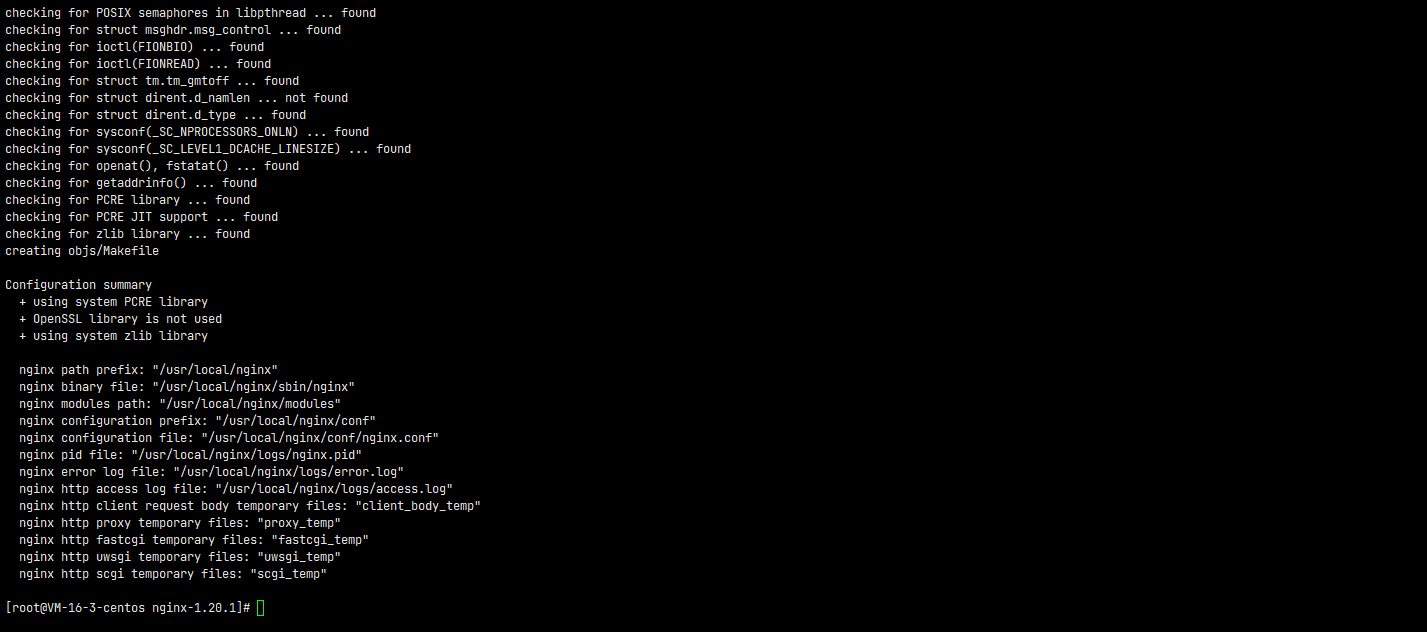 checking for POSIX semaphores in libpthread ... found
checking for struct msghdr.msg_control ... found
checking for ioctl(FIONBIO) ... found
checking for ioctl(FIONREAD) ... found
checking for struct tm.tm_gmtoff ... found
checking for struct dirent.d_namlen ... not found
checking for struct dirent.d_type ... found
checking for sysconf(_SC_NPROCESSORS_ONLN) ... found
checking for sysconf(_SC_LEVEL1_DCACHE_LINESIZE) ... found
checking for openat(), fstatat() ... found
checking for getaddrinfo() ... found
checking for PCRE library ... found
checking for PCRE JIT support ... found
checking for zlib library ... found
creating objs/Makefile

Configuration summary
  + using system PCRE library
  + OpenSSL library is not used
  + using system zlib library

  nginx path prefix: "/usr/local/nginx"
  nginx binary file: "/usr/local/nginx/sbin/nginx"
  nginx modules path: "/usr/local/nginx/modules"
  nginx configuration prefix: "/usr/local/nginx/conf"
  nginx configuration file: "/usr/local/nginx/conf/nginx.conf"
  nginx pid file: "/usr/local/nginx/logs/nginx.pid"
  nginx error log file: "/usr/local/nginx/logs/error.log"
  nginx http access log file: "/usr/local/nginx/logs/access.log"
  nginx http client request body temporary files: "client_body_temp"
  nginx http proxy temporary files: "proxy_temp"
  nginx http fastcgi temporary files: "fastcgi_temp"
  nginx http uwsgi temporary files: "uwsgi_temp"
  nginx http scgi temporary files: "scgi_temp"

[root@VM-16-3-centos nginx-1.20.1]#